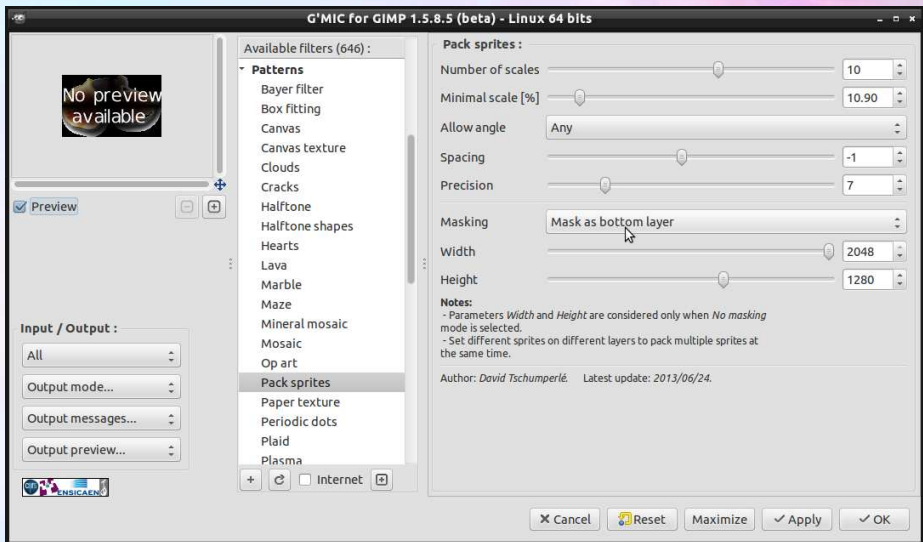 G'MIC for GIMP 1.5.8.5 (beta) - Linux 64 bits
No preview
available
Preview
Input / Output :
All
Output mode...
Output messages...
Output preview...
ENSICAEN
Available filters (646) :
Patterns
Bayer filter
Box fitting
Canvas
Canvas texture
Clouds
Cracks
Halftone
Halftone shapes
Hearts
Lava
Marble
Maze
Mineral mosaic
Mosaic
Op art
Pack sprites
Paper texture
Periodic dots
Plaid
Plasma
Internet
Pack sprites :
Number of scales 10
Minimal scale [%] 10.90
Allow angle Any
Spacing -1
Precision 7
Masking Mask as bottom layer
Width 2048
Height 1280
Notes:
- Parameters Width and Height are considered only when No masking
mode is selected.
- Set different sprites on different layers to pack multiple sprites at
the same time.
Author: David Tschumperlé. Latest update: 2013/06/24.
Cancel Reset Maximize Apply OK